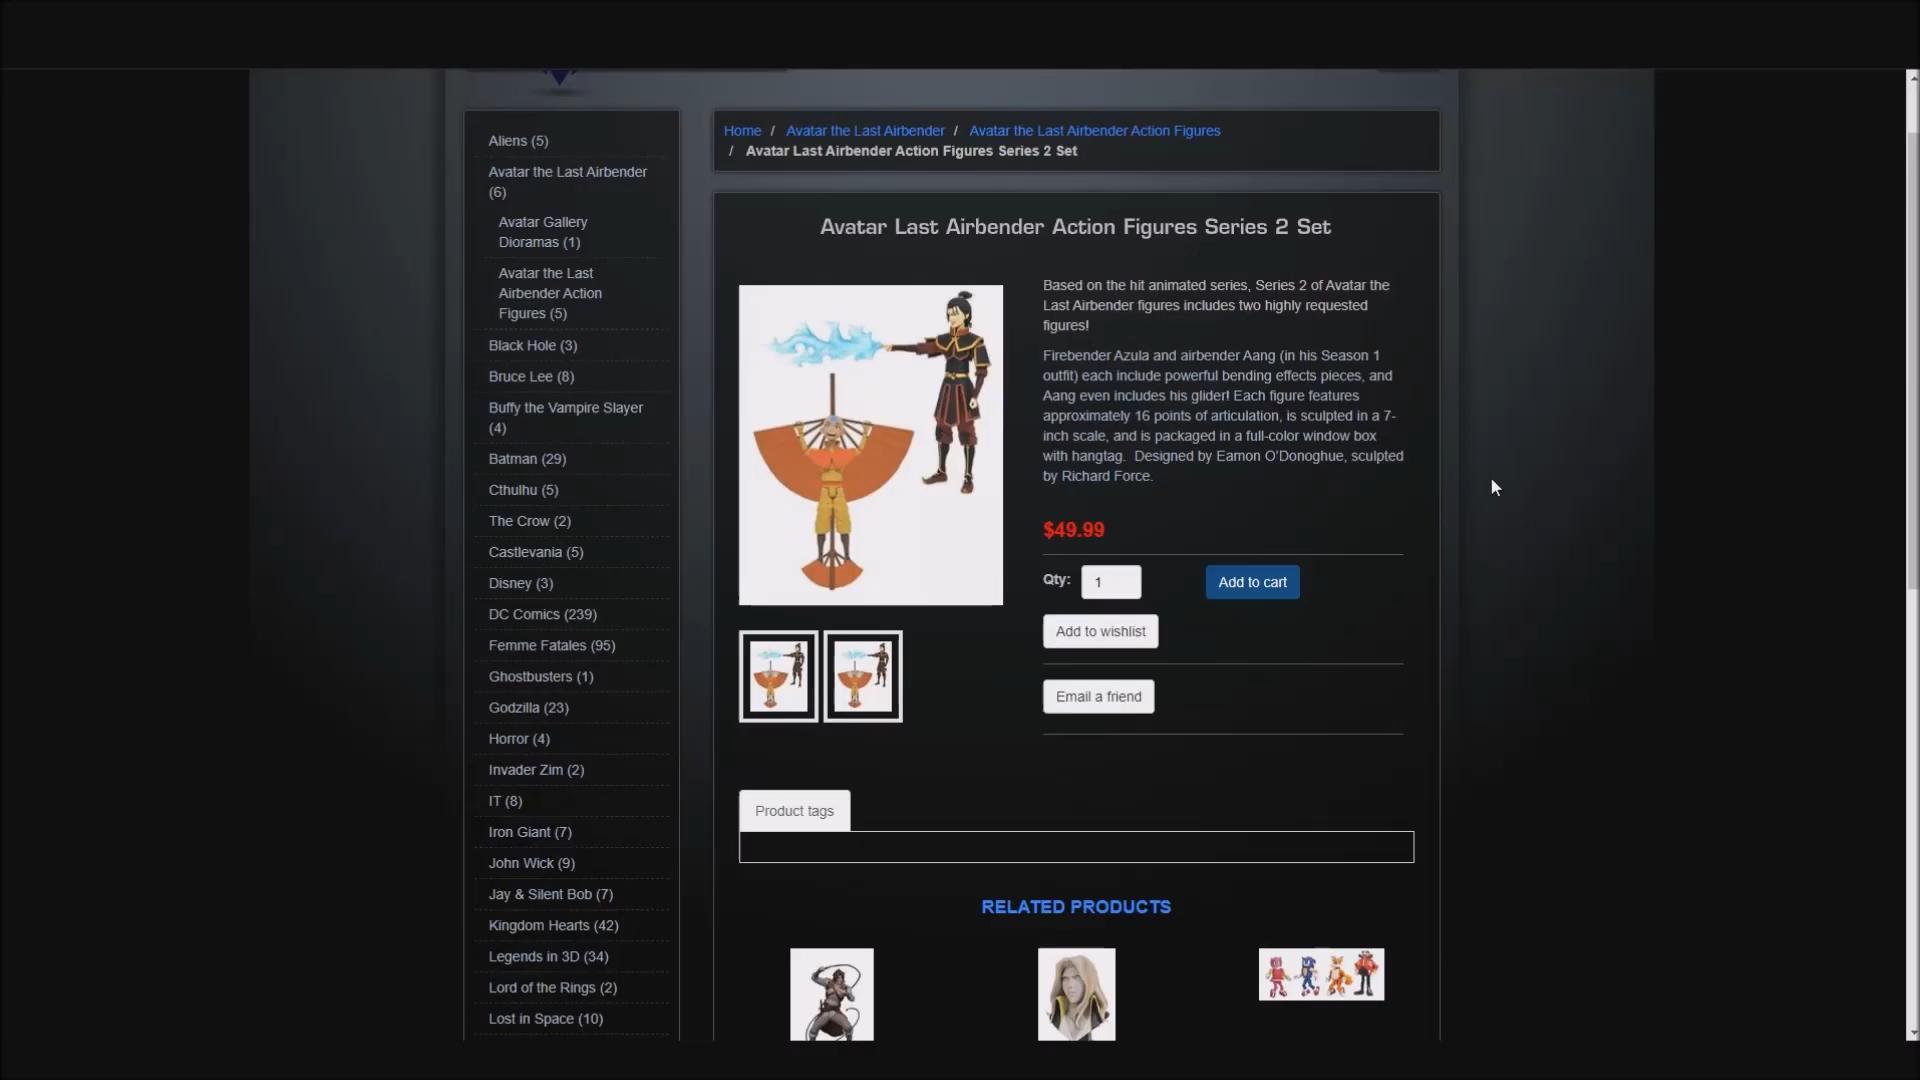 Aliens (5)
Avatar the Last Airbender
(6)
Avatar Gallery
Dioramas (1)
Avatar the Last
Airbender Action
Figures (5)
Black Hole (3)
Bruce Lee (8)
Buffy the Vampire Slayer
(4)
Batman (29)
Cthulhu (5)
The Crow (2)
Castlevania (5)
Disney (3)
DC Comics (239)
Femme Fatales (95)
Ghostbusters (1)
Godzilla (23)
Horror (4)
Invader Zim (2)
IT (8)
Iron Giant (7)
John Wick (9)
Jay & Silent Bob (7)
Kingdom Hearts (42)
Legends in 3D (34)
Lord of the Rings (2)
Lost in Space (10)
Home / Avatar the Last Airbender / Avatar the Last Airbender Action Figures
/ Avatar Last Airbender Action Figures Series 2 Set
Avatar Last Airbender Action Figures Series 2 Set
Based on the hit animated series, Series 2 of Avatar the
Last Airbender figures includes two highly requested
figures!
Firebender Azula and airbender Aang (in his Season 1
outfit) each include powerful bending effects pieces, and
Aang even includes his glider! Each figure features
approximately 16 points of articulation, is sculpted in a 7-
inch scale, and is packaged in a full-color window box
with hangtag.  Designed by Eamon O'Donoghue, sculpted
by Richard Force.
$49.99
Qty: 1 Add to cart
Add to wishlist
Email a friend
Product tags
RELATED PRODUCTS